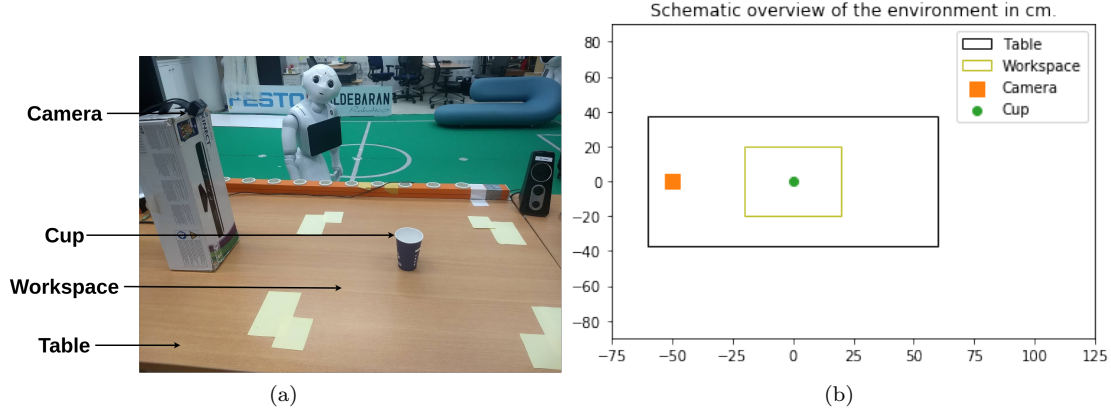 Camera
Cup
Workspace
Table
FESTO
ALDEBARAN
Robotics
(a)
Schematic overview of the environment in cm.
Table
Workspace
Camera
Cup
80
60
40
20
0
−20
−40
−60
−80
−75 −50 −25 0 25 50 75 100 125
(b)